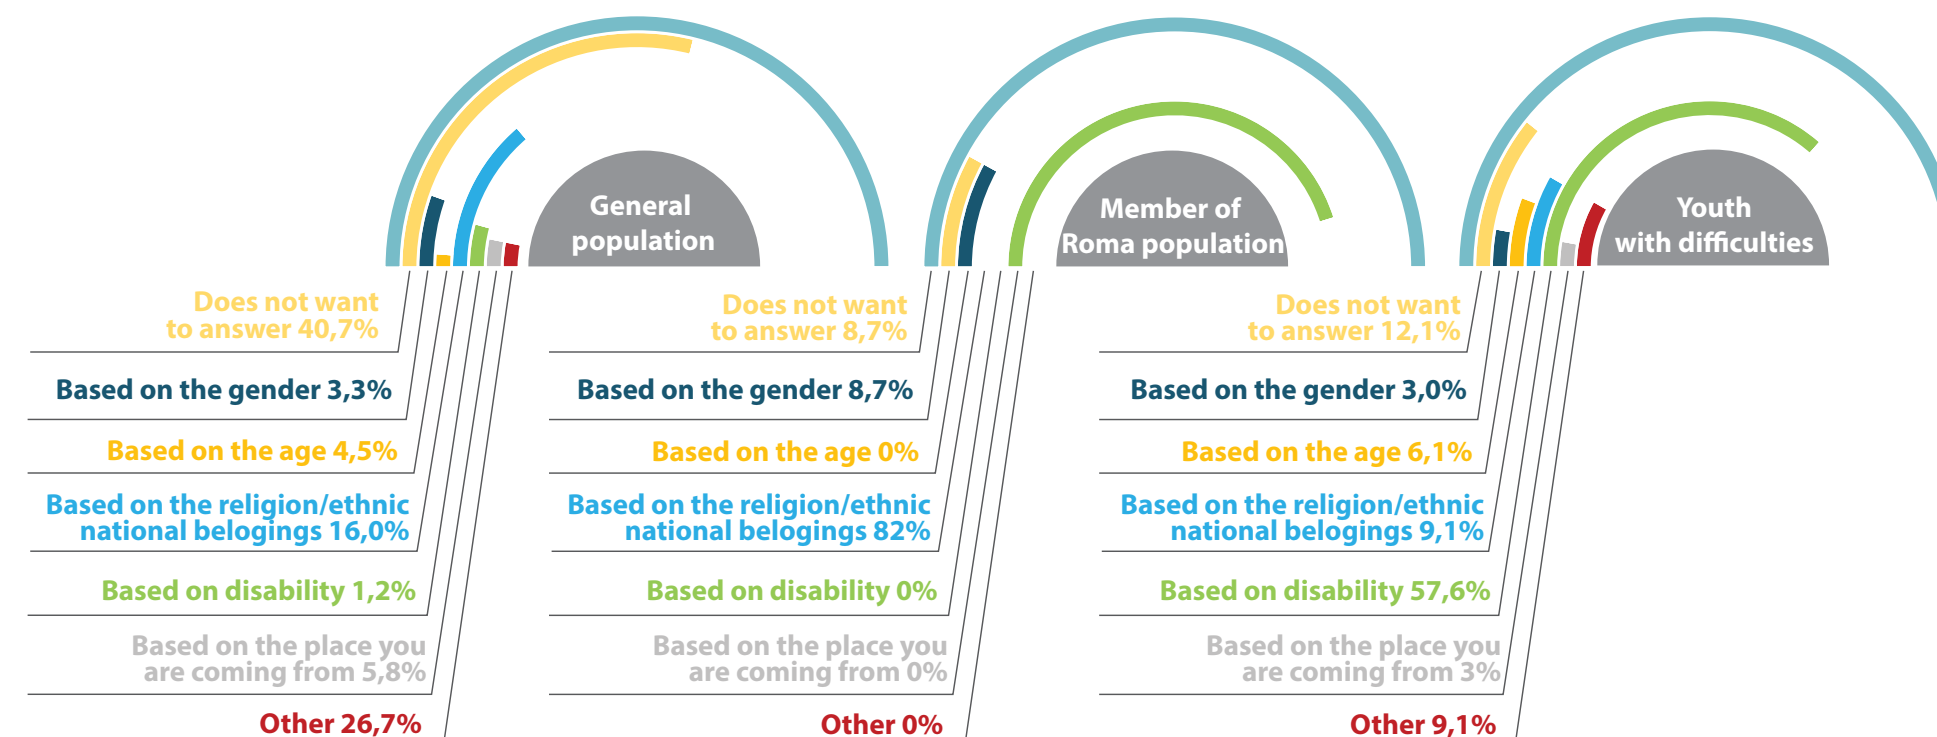 General
population
Does not want
to answer 40,7%
Based on the gender 3,3%
Based on the age 4,5%
Based on the religion/ethnic
national belogings 16,0%
Based on disability 1,2%
Based on the place you
are coming from 5,8%
Other 26,7%
Member of
Roma population
Does not want
to answer 8,7%
Based on the gender 8,7%
Based on the age 0%
Based on the religion/ethnic
national belogings 82%
Based on disability 0%
Based on the place you
are coming from 0%
Other 0%
Youth
with difficulties
Does not want
to answer 12,1%
Based on the gender 3,0%
Based on the age 6,1%
Based on the religion/ethnic
national belogings 9,1%
Based on disability 57,6%
Based on the place you
are coming from 3%
Other 9,1%